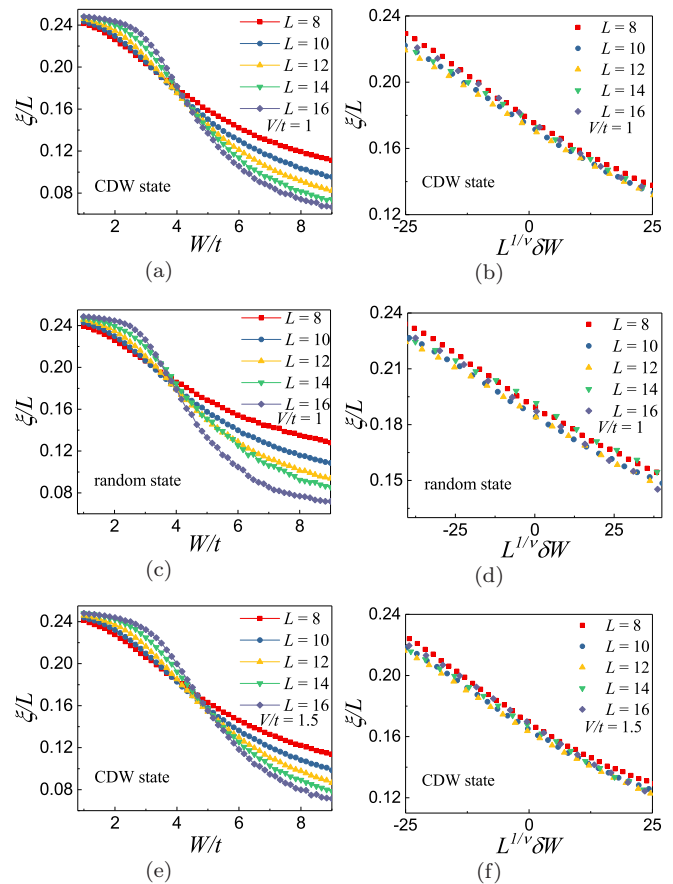 0.24
0.20
0.16
0.12
0.08
ξ/L
L = 8
L = 10
L = 12
L = 14
L = 16
V/t = 1
CDW state
2 4 6 8
W/t
(a)
0.24
0.20
0.16
0.12
ξ/L
L = 8
L = 10
L = 12
L = 14
L = 16
V/t = 1
CDW state
-25 0 25
L^{1/ν}δW
(b)
0.24
0.20
0.16
0.12
0.08
ξ/L
L = 8
L = 10
L = 12
L = 14
L = 16
V/t = 1
random state
2 4 6 8
W/t
(c)
0.24
0.21
0.18
0.15
ξ/L
L = 8
L = 10
L = 12
L = 14
L = 16
V/t = 1
random state
-25 0 25
L^{1/ν}δW
(d)
0.24
0.20
0.16
0.12
0.08
ξ/L
L = 8
L = 10
L = 12
L = 14
L = 16
V/t = 1.5
CDW state
2 4 6 8
W/t
(e)
0.24
0.20
0.16
0.12
ξ/L
L = 8
L = 10
L = 12
L = 14
L = 16
V/t = 1.5
CDW state
-25 0 25
L^{1/ν}δW
(f)